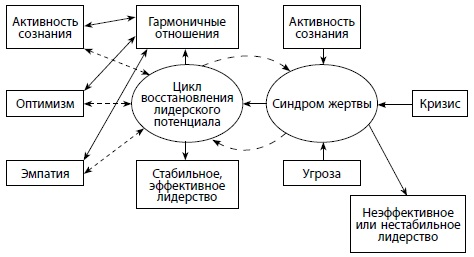 Активность
сознания
Гармоничные
отношения
Активность
сознания
Оптимизм
Цикл
восстановления
лидерского
потенциала
Синдром жертвы
Кризис
Эмпатия
Стабильное,
эффективное
лидерство
Угроза
Неэффективное
или нестабильное
лидерство